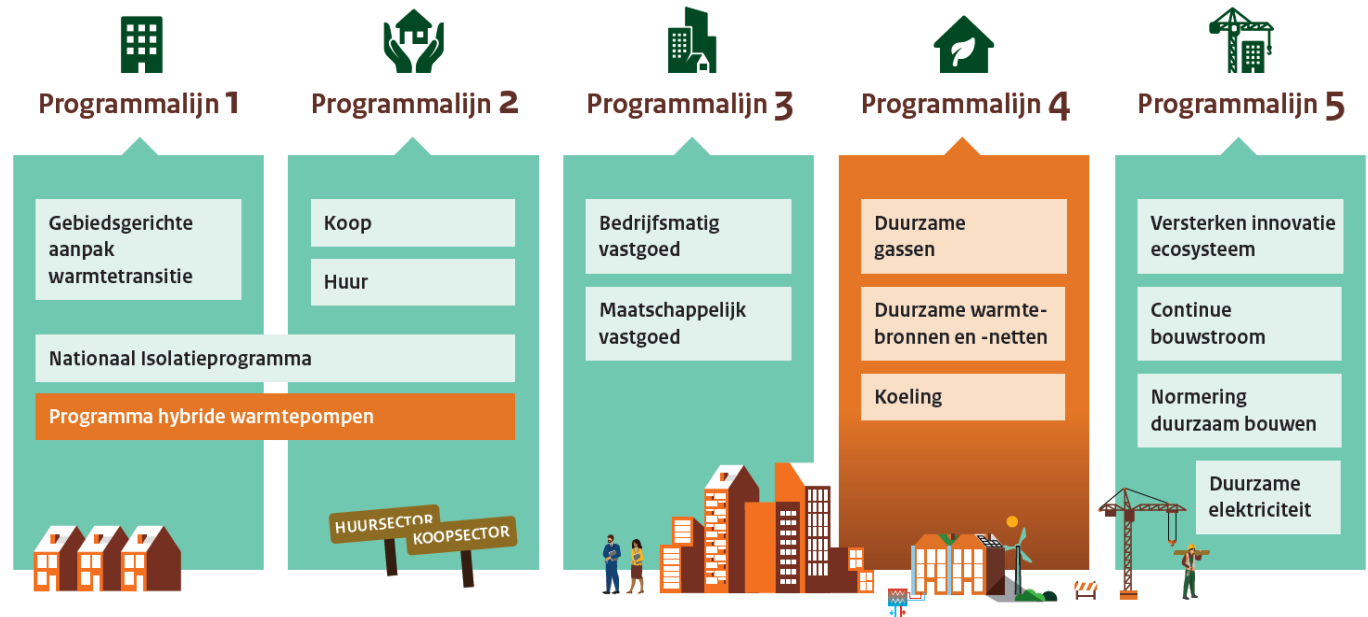 Programmalijn 1
Gebiedsgerichte
aanpak
warmtetransitie
Programmalijn 2
Koop
Huur
Nationaal Isolatieprogramma
Programma hybride warmtepompen
HUURSECTOR
KOOPSECTOR
Programmalijn 3
Bedrijfsmatig
vastgoed
Maatschappelijk
vastgoed
Programmalijn 4
Duurzame
gassen
Duurzame warmte-
bronnen en -netten
Koeling
Programmalijn 5
Versterken innovatie
ecosysteem
Continue
bouwstroom
Normering
duurzaam bouwen
Duurzame
elektriciteit